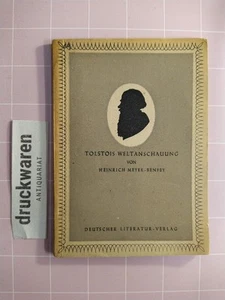 druckwaren
ANTIQUARIAT
TOLSTOIS WELTANSCHAUUNG
VON
HEINRICH MEYER-BENFEY
DEUTSCHER LITERATUR-VERLAG